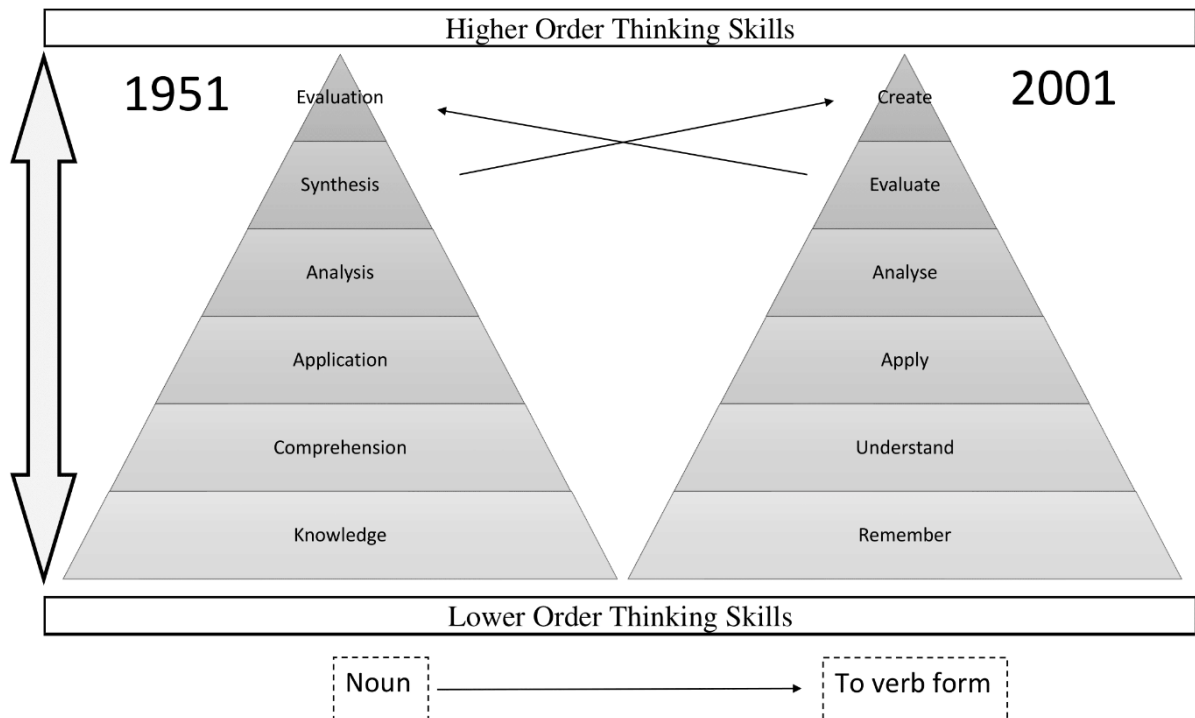 Higher Order Thinking Skills
1951
Evaluation
Synthesis
Analysis
Application
Comprehension
Knowledge
2001
Create
Evaluate
Analyse
Apply
Understand
Remember
Lower Order Thinking Skills
Noun
To verb form